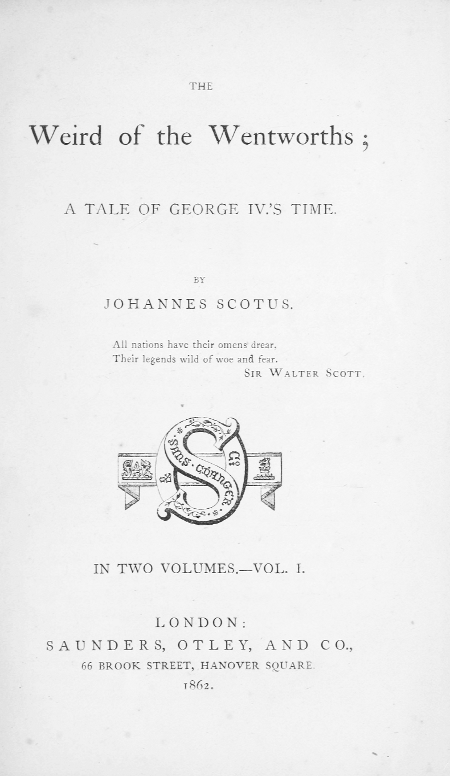 THE
Weird of the Wentworths;
A TALE OF GEORGE IV.'S TIME.
BY
JOHANNES SCOTUS.
All nations have their omens drear,
Their legends wild of woe and fear.
SIR WALTER SCOTT.
SANS · CHANGER
& Co
IN TWO VOLUMES.—VOL. I.
LONDON:
SAUNDERS, OTLEY, AND CO.,
66 BROOK STREET, HANOVER SQUARE.
1862.